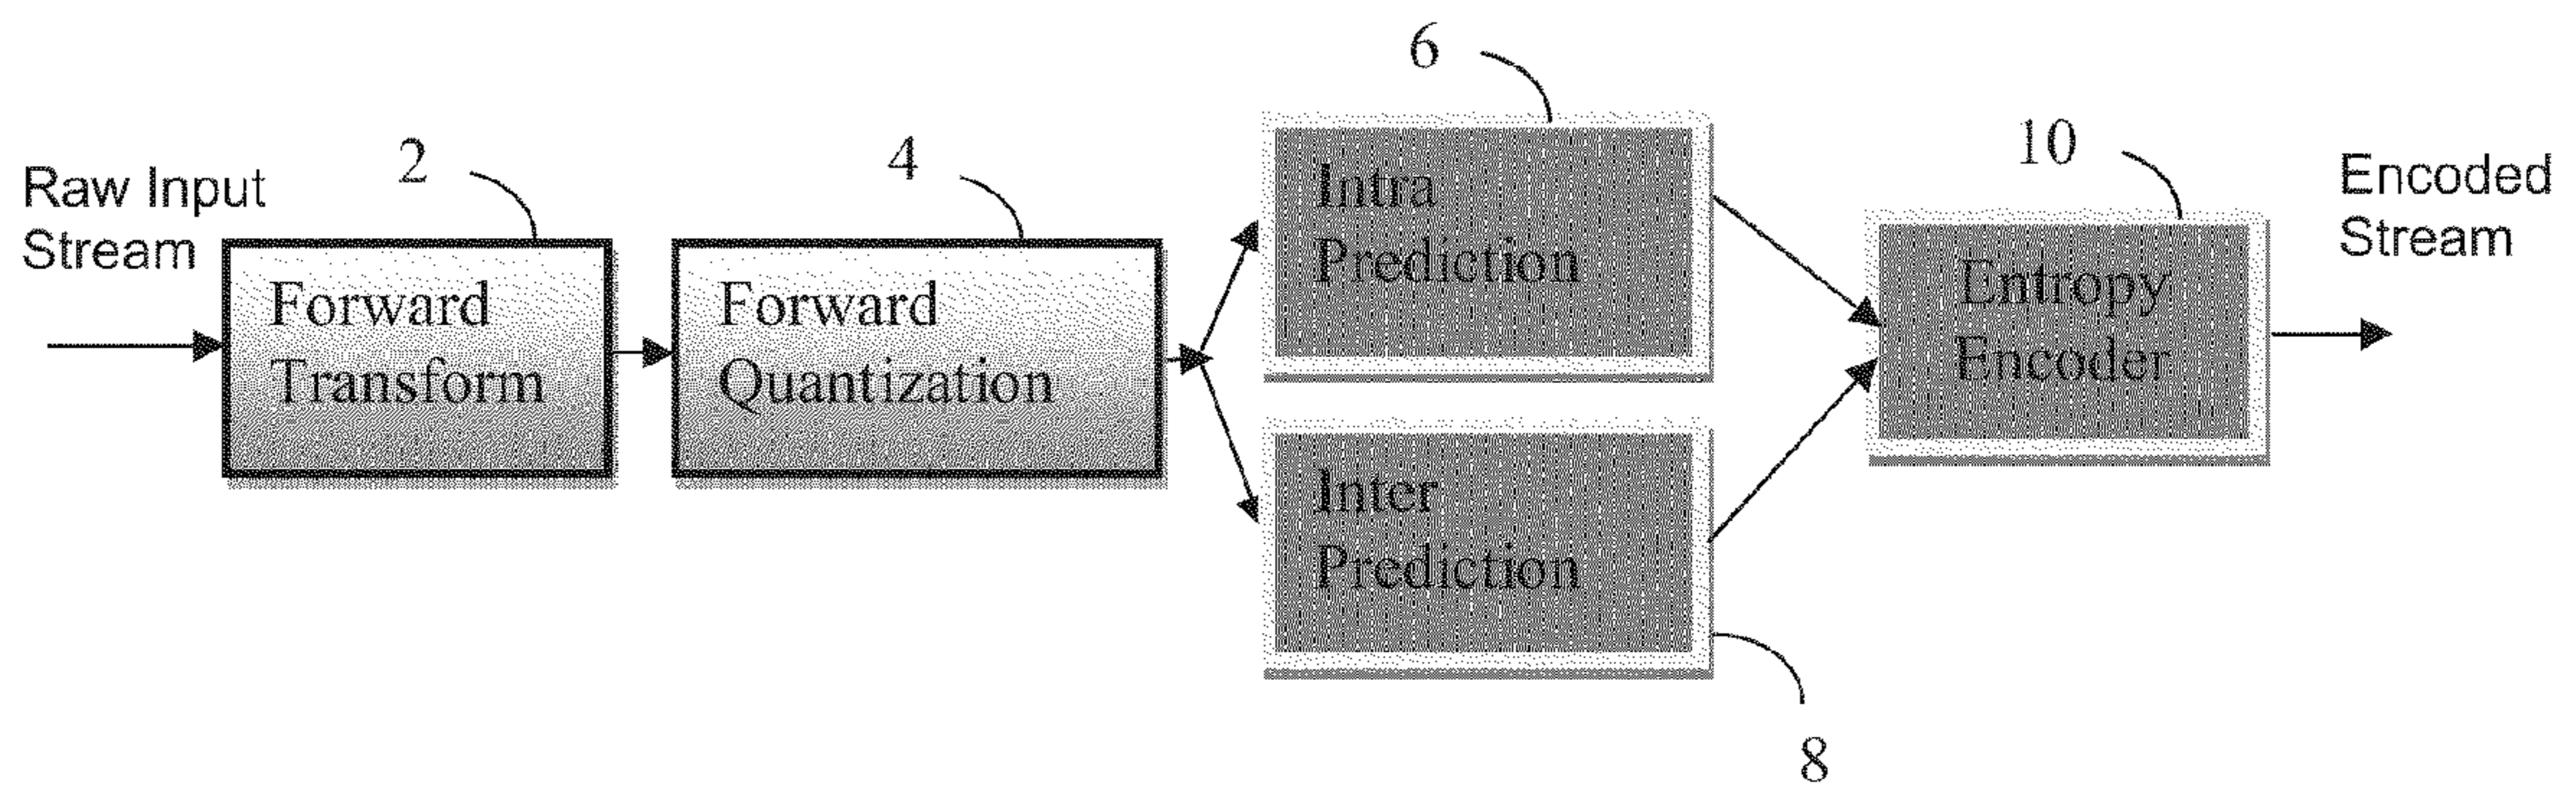 Raw Input
Stream
2
Forward
Transform
4
Forward
Quantization
6
Intra
Prediction
Inter
Prediction
8
10
Entropy
Encoder
Encoded
Stream